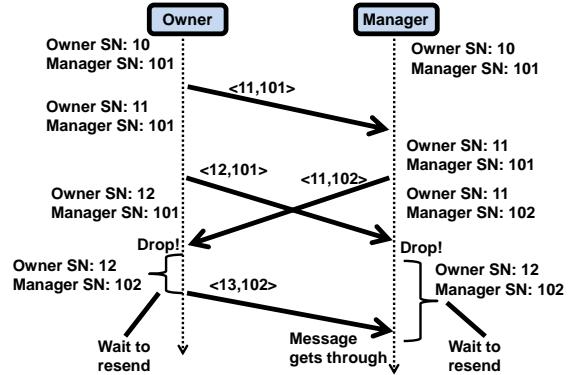 Owner
Manager
Owner SN: 10
Manager SN: 101
Owner SN: 10
Manager SN: 101
<11,101>
Owner SN: 11
Manager SN: 101
Owner SN: 11
Manager SN: 101
<12,101>
<11,102>
Owner SN: 12
Manager SN: 101
Owner SN: 11
Manager SN: 102
Drop!
Drop!
Owner SN: 12
Manager SN: 102
Owner SN: 12
Manager SN: 102
<13,102>
Wait to
resend
Message
gets through
Wait to
resend